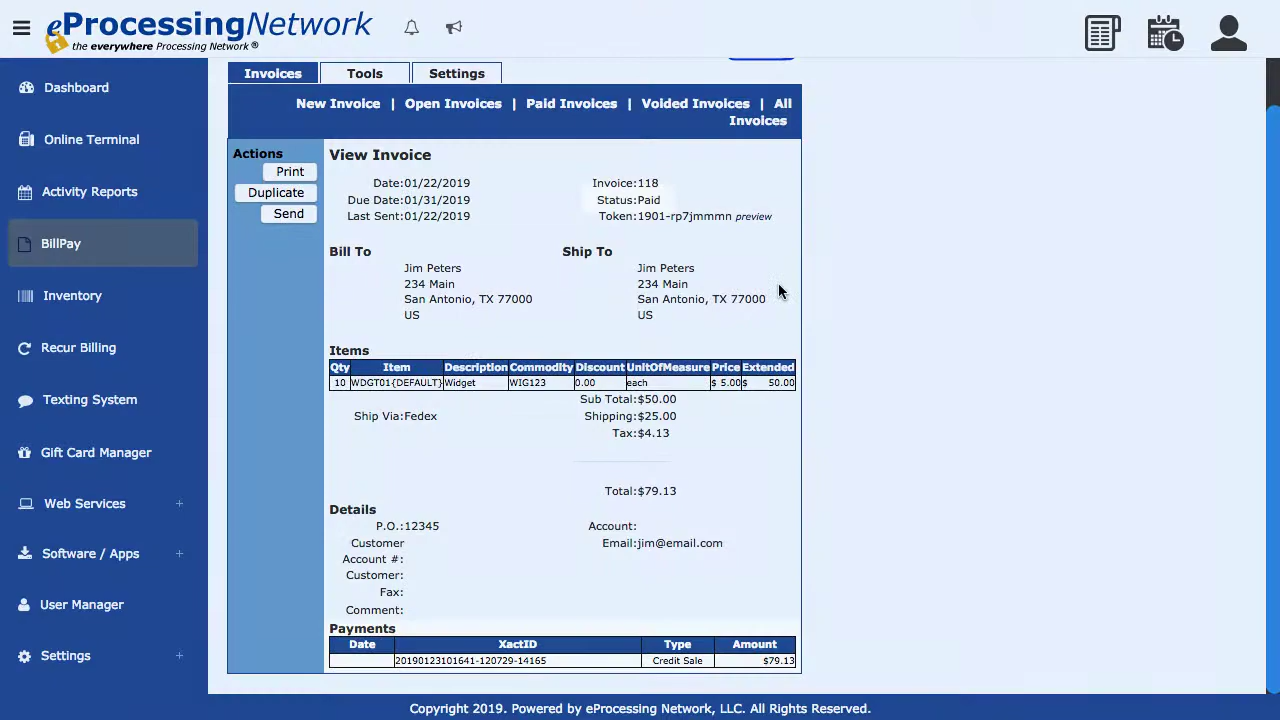 eProcessingNetwork
the everywhere Processing Network®
Dashboard
Online Terminal
Activity Reports
BillPay
Inventory
Recur Billing
Texting System
Gift Card Manager
Web Services +
Software / Apps +
User Manager
Settings +
Invoices Tools Settings
New Invoice | Open Invoices | Paid Invoices | Voided Invoices | All
Invoices
Actions
Print
Duplicate
Send
View Invoice
Date:01/22/2019 Invoice:118
Due Date:01/31/2019 Status:Paid
Last Sent:01/22/2019 Token:1901-rp7jmmmn preview
Bill To Ship To
Jim Peters Jim Peters
234 Main 234 Main
San Antonio, TX 77000 San Antonio, TX 77000
US US
Items
Qty Item Description Commodity Discount UnitOfMeasure Price Extended
10 WDGT01{DEFAULT} Widget WIG123 0.00 each $ 5.00 $ 50.00
Sub Total:$50.00
Ship Via:Fedex Shipping:$25.00
Tax:$4.13
Total:$79.13
Details
P.O.:12345 Account:
Customer Email:jim@email.com
Account #:
Customer:
Fax:
Comment:
Payments
Date XactID Type Amount
20190123101641-120729-14165 Credit Sale $79.13
Copyright 2019. Powered by eProcessing Network, LLC. All Rights Reserved.